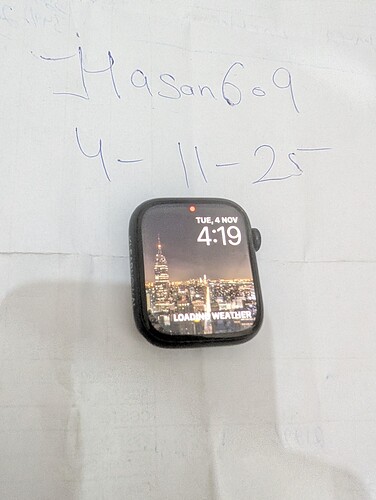 Hasan609
4-11-25
TUE, 4 NOV
4:19
LOADING WEATHER